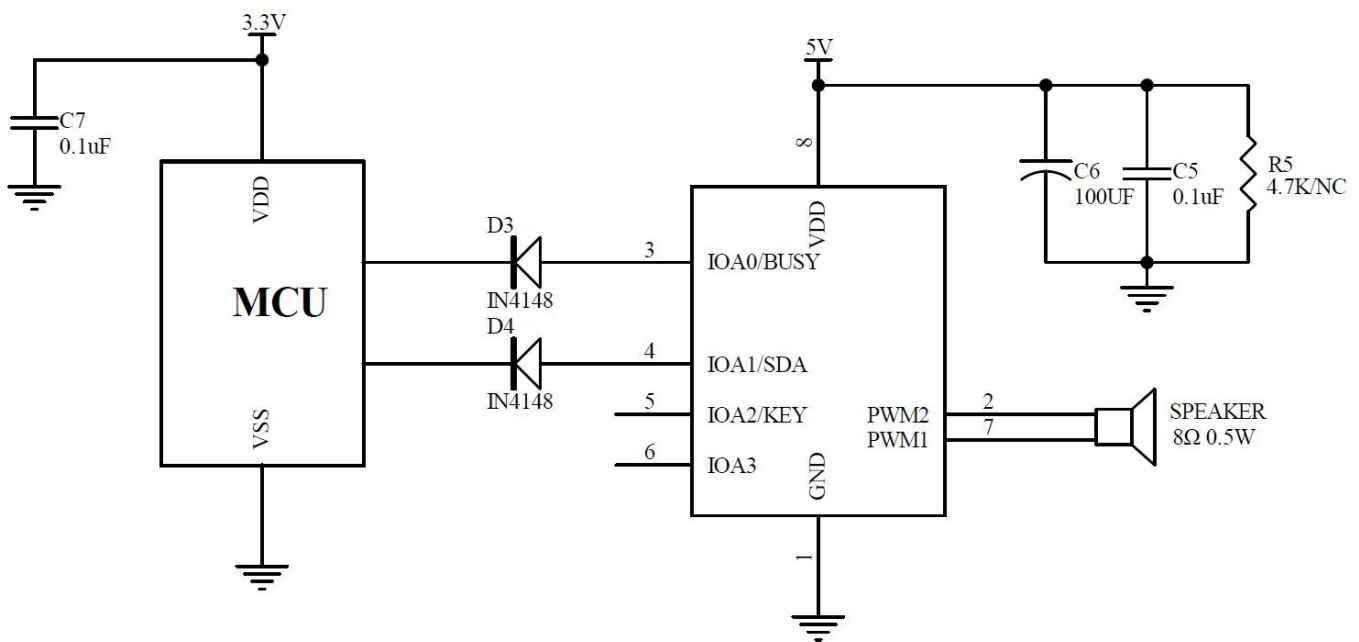 3.3V
C7
0.1uF
VDD
MCU
VSS
D3
IN4148
D4
IN4148
5V
8
VDD
3
IOA0/BUSY
4
IOA1/SDA
5
IOA2/KEY
6
IOA3
PWM2
2
PWM1
7
GND
1
C6
100UF
C5
0.1uF
R5
4.7K/NC
SPEAKER
8Ω 0.5W